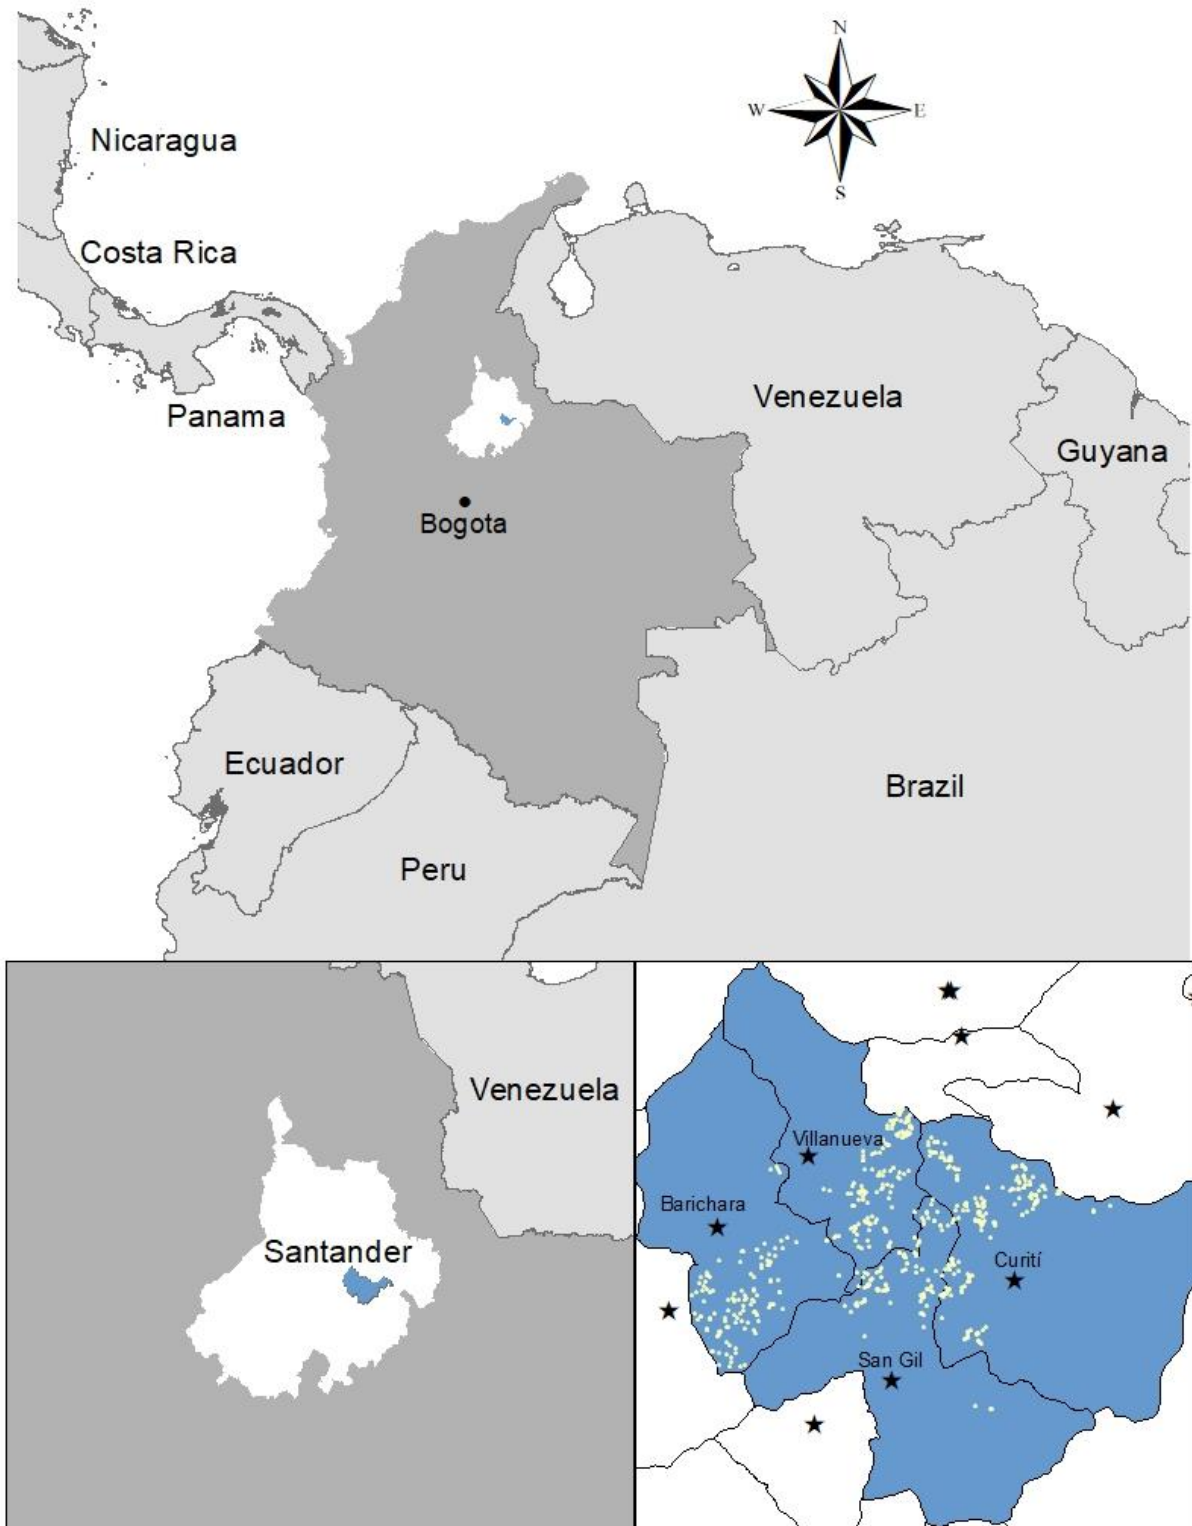 N
W
E
S
Nicaragua
Costa Rica
Panama
Venezuela
Guyana
Bogota
Ecuador
Peru
Brazil
Venezuela
Santander
Villanueva
Barichara
Curití
San Gil